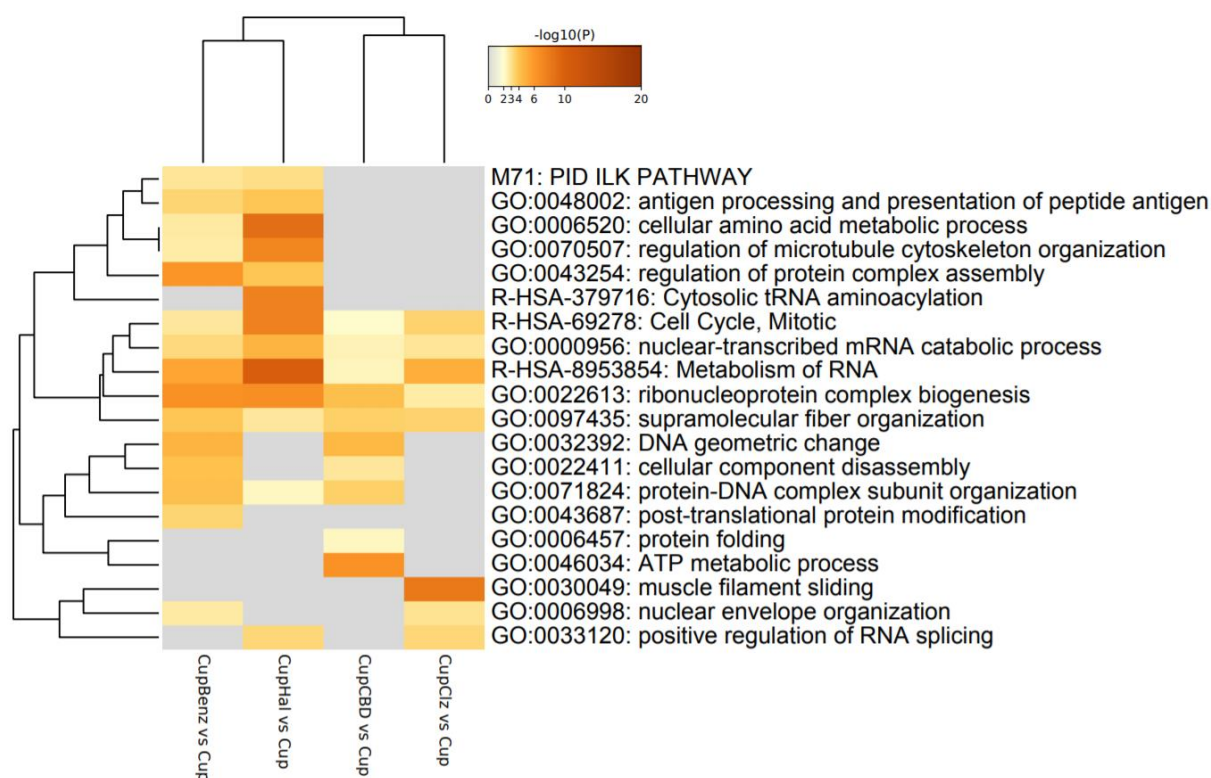 -log10(P)
0 2 3 4 6 10 20
M71: PID ILK PATHWAY
GO:0048002: antigen processing and presentation of peptide antigen
GO:0006520: cellular amino acid metabolic process
GO:0070507: regulation of microtubule cytoskeleton organization
GO:0043254: regulation of protein complex assembly
R-HSA-379716: Cytosolic tRNA aminoacylation
R-HSA-69278: Cell Cycle, Mitotic
GO:0000956: nuclear-transcribed mRNA catabolic process
R-HSA-8953854: Metabolism of RNA
GO:0022613: ribonucleoprotein complex biogenesis
GO:0097435: supramolecular fiber organization
GO:0032392: DNA geometric change
GO:0022411: cellular component disassembly
GO:0071824: protein-DNA complex subunit organization
GO:0043687: post-translational protein modification
GO:0006457: protein folding
GO:0046034: ATP metabolic process
GO:0030049: muscle filament sliding
GO:0006998: nuclear envelope organization
GO:0033120: positive regulation of RNA splicing
CupBenz vs Cup
CupHal vs Cup
CupCBD vs Cup
CupClz vs Cup